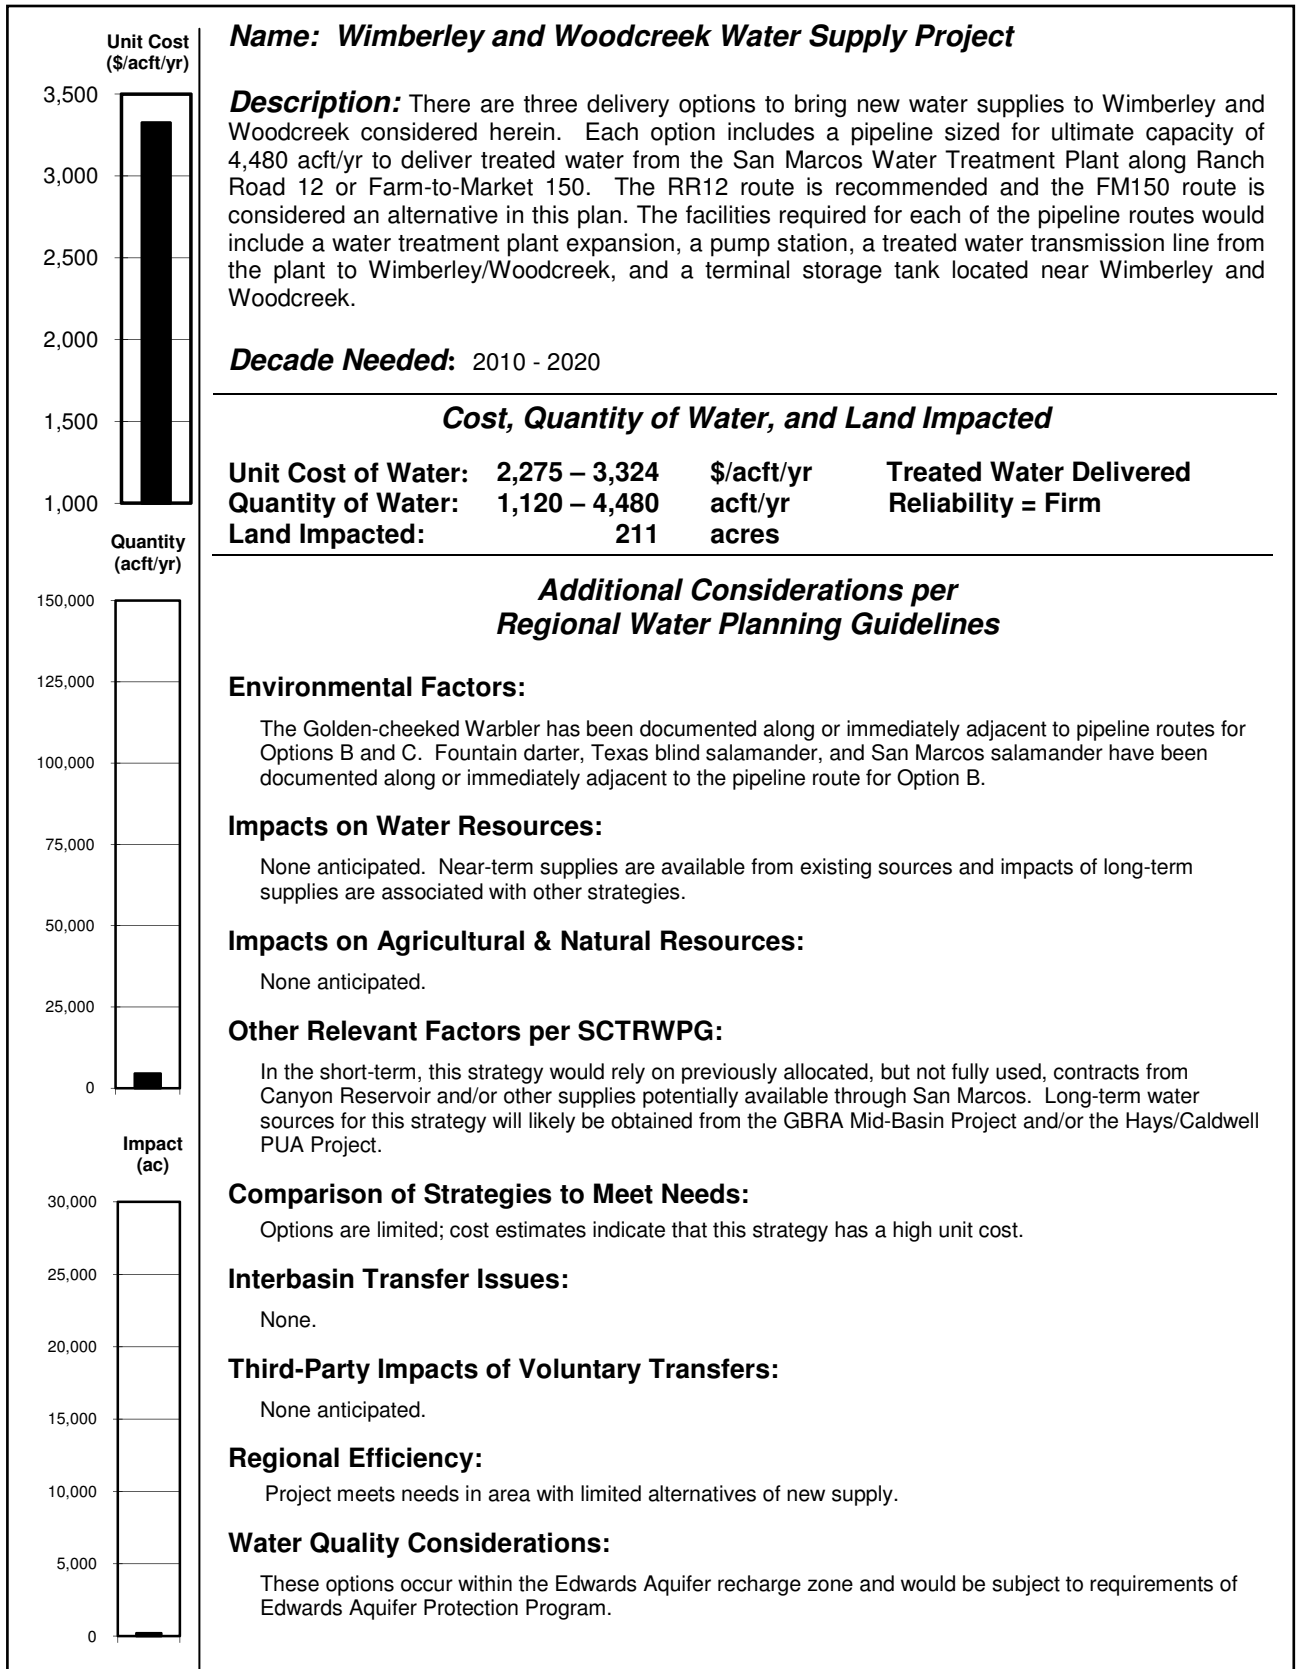 Unit Cost
($/acft/yr)
3,500
3,000
2,500
2,000
1,500
1,000
Quantity
(acft/yr)
150,000
125,000
100,000
75,000
50,000
25,000
0
Impact
(ac)
30,000
25,000
20,000
15,000
10,000
5,000
0
Name: Wimberley and Woodcreek Water Supply Project
Description: There are three delivery options to bring new water supplies to Wimberley and
Woodcreek considered herein. Each option includes a pipeline sized for ultimate capacity of
4,480 acft/yr to deliver treated water from the San Marcos Water Treatment Plant along Ranch
Road 12 or Farm-to-Market 150. The RR12 route is recommended and the FM150 route is
considered an alternative in this plan. The facilities required for each of the pipeline routes would
include a water treatment plant expansion, a pump station, a treated water transmission line from
the plant to Wimberley/Woodcreek, and a terminal storage tank located near Wimberley and
Woodcreek.
Decade Needed: 2010 - 2020
Cost, Quantity of Water, and Land Impacted
Unit Cost of Water: 2,275 – 3,324 $/acft/yr Treated Water Delivered
Quantity of Water: 1,120 – 4,480 acft/yr Reliability = Firm
Land Impacted: 211 acres
Additional Considerations per
Regional Water Planning Guidelines
Environmental Factors:
The Golden-cheeked Warbler has been documented along or immediately adjacent to pipeline routes for
Options B and C. Fountain darter, Texas blind salamander, and San Marcos salamander have been
documented along or immediately adjacent to the pipeline route for Option B.
Impacts on Water Resources:
None anticipated. Near-term supplies are available from existing sources and impacts of long-term
supplies are associated with other strategies.
Impacts on Agricultural & Natural Resources:
None anticipated.
Other Relevant Factors per SCTRWPG:
In the short-term, this strategy would rely on previously allocated, but not fully used, contracts from
Canyon Reservoir and/or other supplies potentially available through San Marcos. Long-term water
sources for this strategy will likely be obtained from the GBRA Mid-Basin Project and/or the Hays/Caldwell
PUA Project.
Comparison of Strategies to Meet Needs:
Options are limited; cost estimates indicate that this strategy has a high unit cost.
Interbasin Transfer Issues:
None.
Third-Party Impacts of Voluntary Transfers:
None anticipated.
Regional Efficiency:
Project meets needs in area with limited alternatives of new supply.
Water Quality Considerations:
These options occur within the Edwards Aquifer recharge zone and would be subject to requirements of
Edwards Aquifer Protection Program.